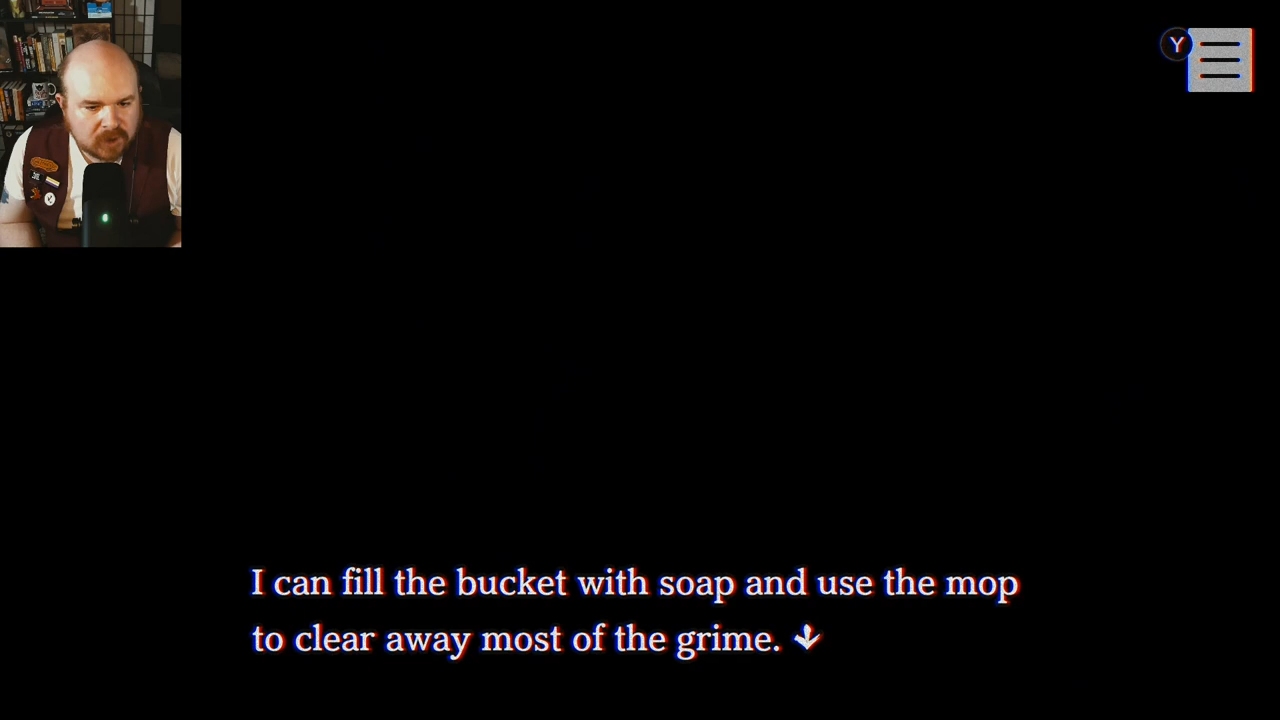 Y
I can fill the bucket with soap and use the mop
to clear away most of the grime.